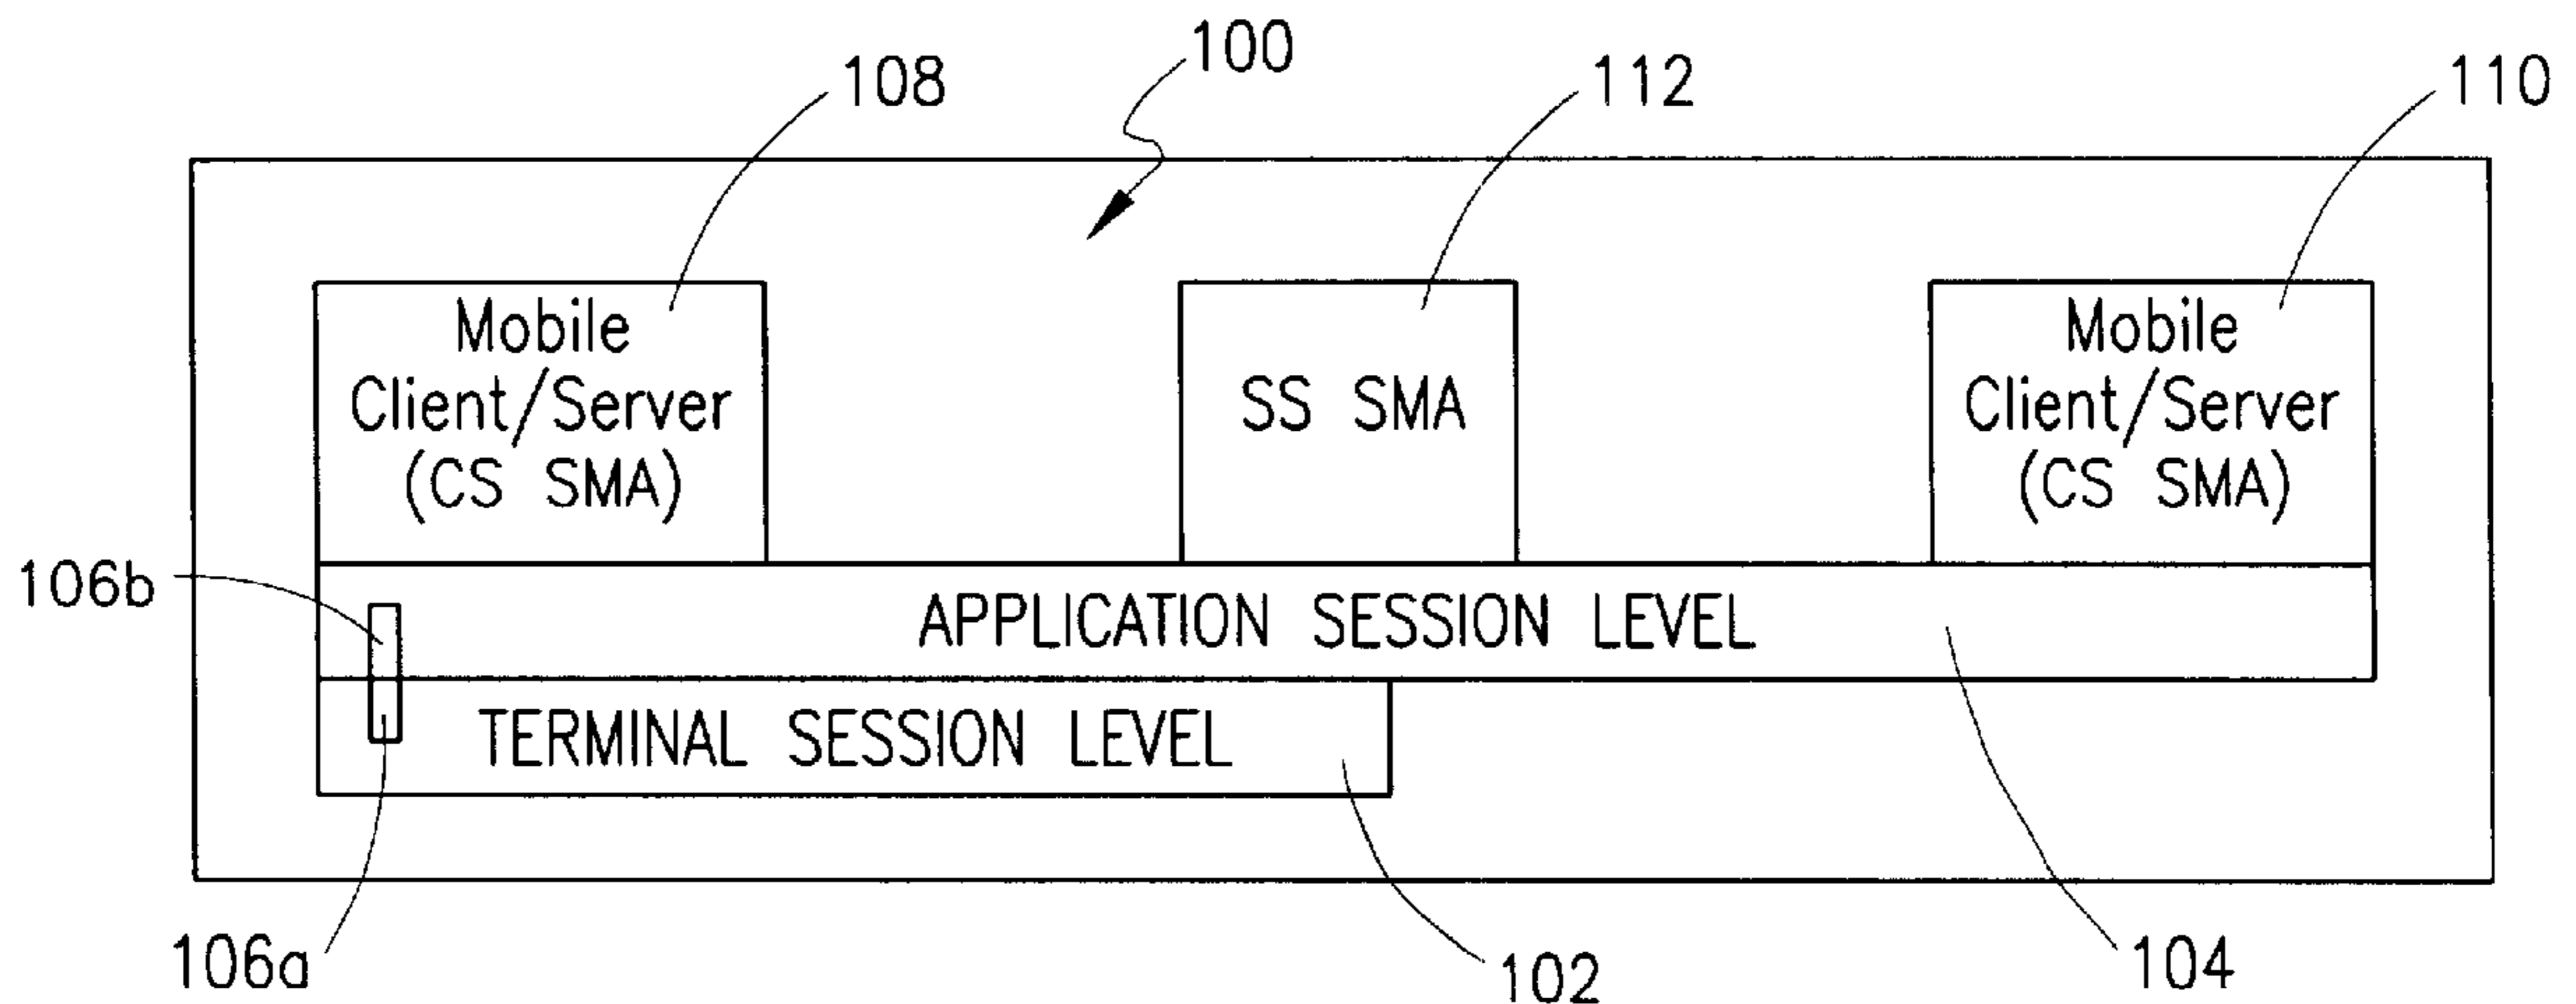 100
108
112
110
Mobile
Client/Server
(CS SMA)
SS SMA
Mobile
Client/Server
(CS SMA)
106b
APPLICATION SESSION LEVEL
TERMINAL SESSION LEVEL
106a
102
104